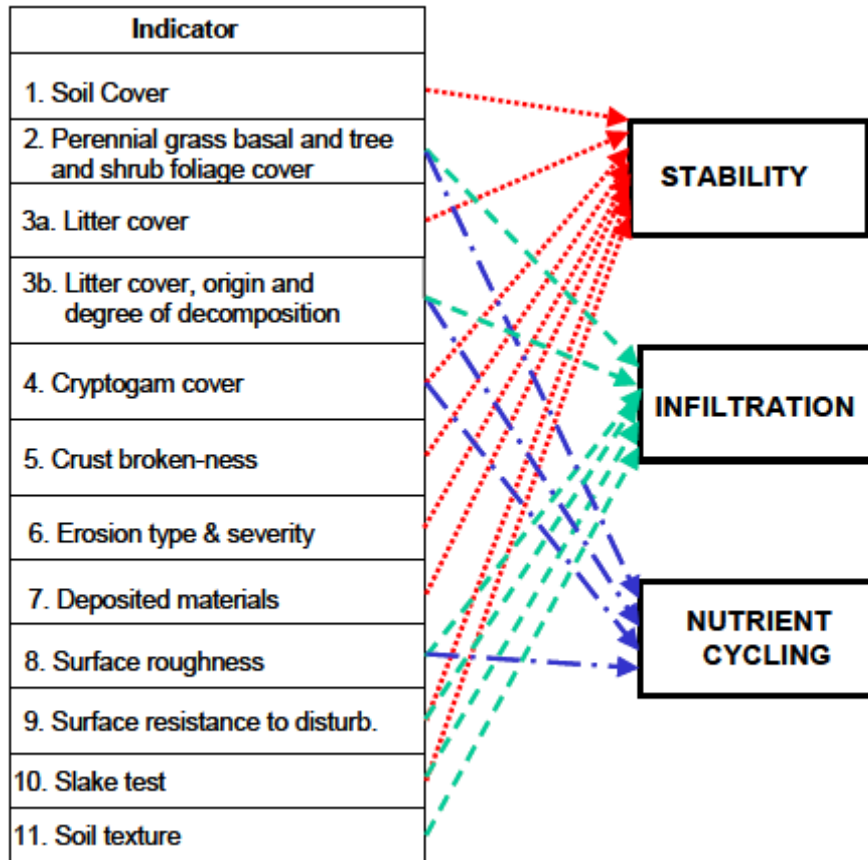 Indicator
1. Soil Cover
2. Perennial grass basal and tree
and shrub foliage cover
3a. Litter cover
3b. Litter cover, origin and
degree of decomposition
4. Cryptogam cover
5. Crust broken-ness
6. Erosion type & severity
7. Deposited materials
8. Surface roughness
9. Surface resistance to disturb.
10. Slake test
11. Soil texture
STABILITY
INFILTRATION
NUTRIENT
CYCLING